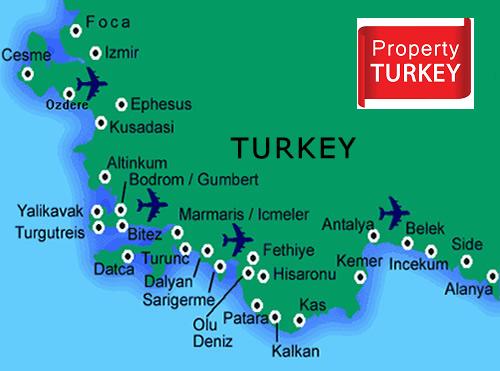 Foca
Cesme
Izmir
Property
TURKEY
Ozdere
Ephesus
Kusadasi
TURKEY
Altinkum
Bodrom / Gumbert
Yalikavak
Turgutreis
Bitez
Marmaris / Icmeler
Antalya
Belek
Datca
Turunc
Fethiye
Side
Dalyan
Hisaronu
Kemer
Incekum
Sarigerme
Alanya
Olu
Deniz
Patara
Kas
Kalkan